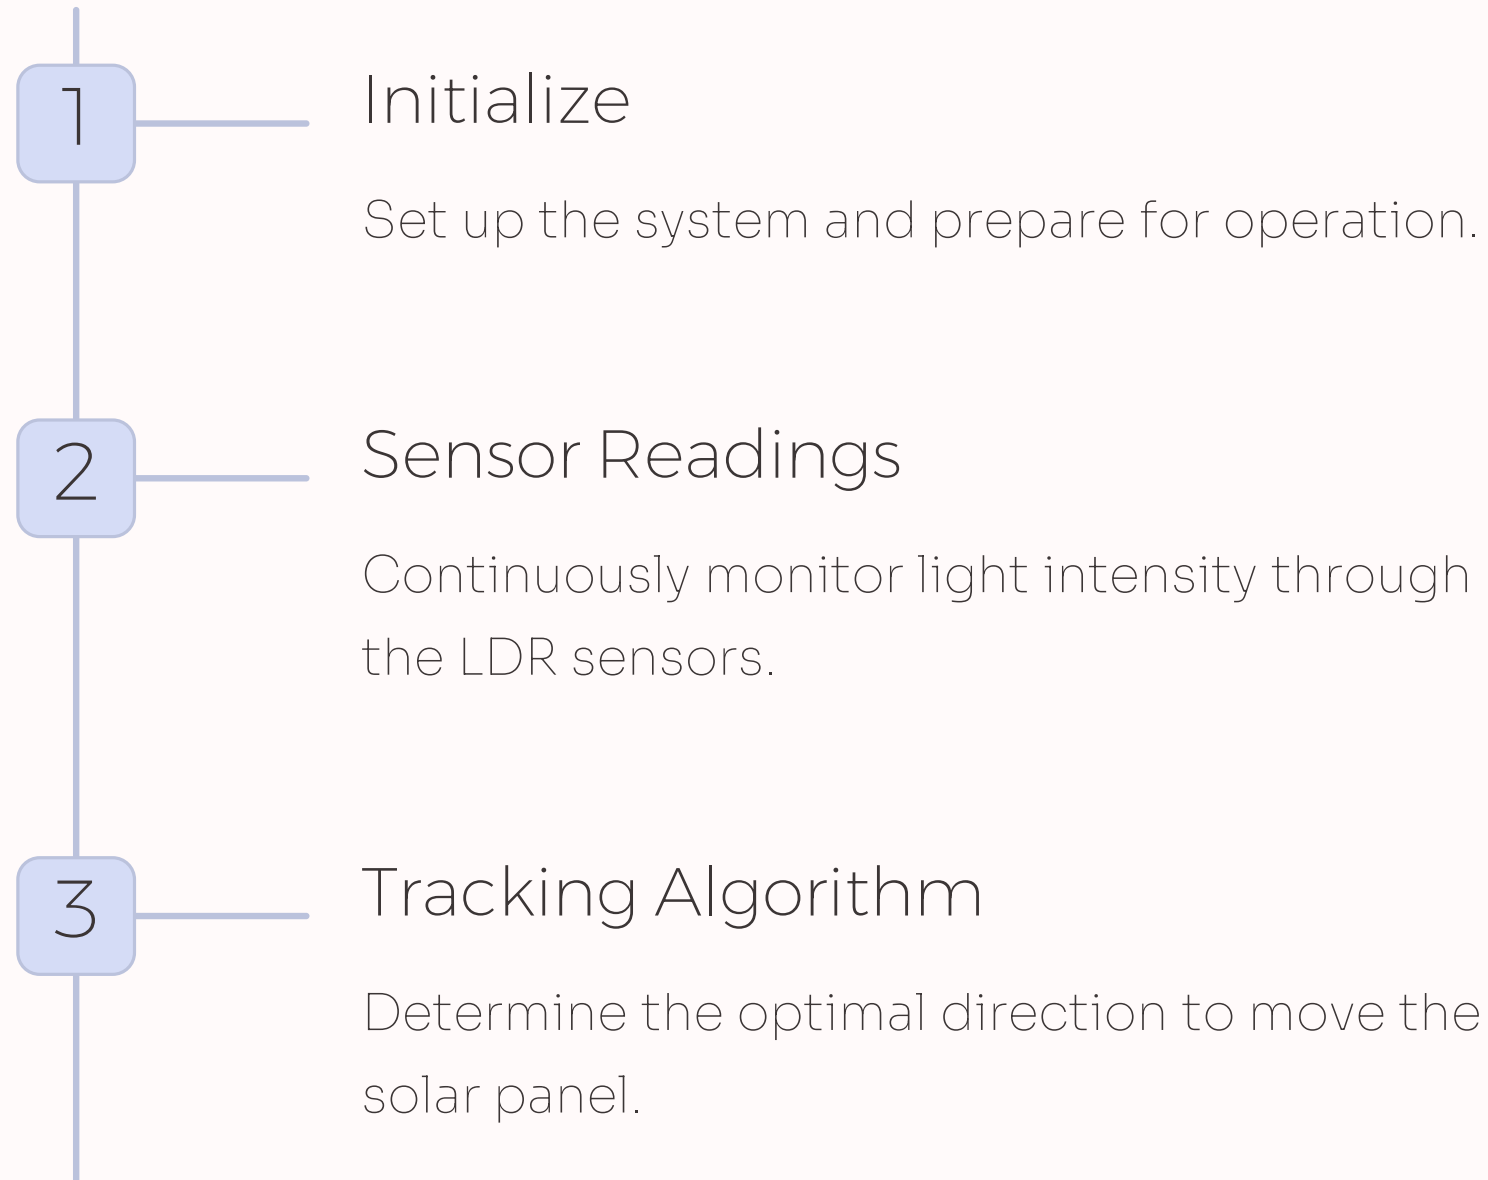 1
Initialize
Set up the system and prepare for operation.
2
Sensor Readings
Continuously monitor light intensity through
the LDR sensors.
3
Tracking Algorithm
Determine the optimal direction to move the
solar panel.